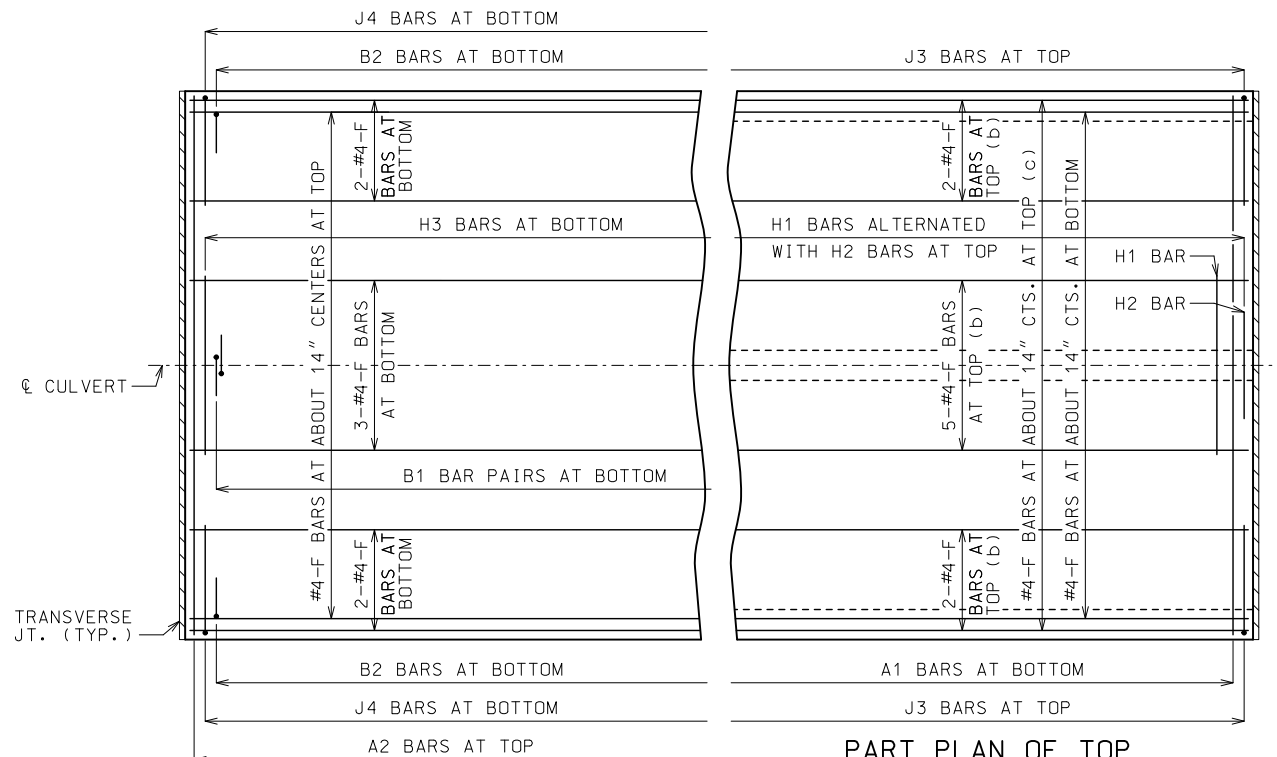 J4 BARS AT BOTTOM
B2 BARS AT BOTTOM
J3 BARS AT TOP
#4-F BARS AT ABOUT 14" CENTERS AT TOP
2-#4-F
BARS AT
BOTTOM
2-#4-F
BARS AT
TOP (b)
#4-F BARS AT ABOUT 14" CTS. AT TOP (c)
#4-F BARS AT ABOUT 14" CTS. AT BOTTOM
H3 BARS AT BOTTOM
H1 BARS ALTERNATED
WITH H2 BARS AT TOP
H1 BAR
H2 BAR
3-#4-F BARS
AT BOTTOM
5-#4-F BARS
AT TOP (b)
℄ CULVERT
B1 BAR PAIRS AT BOTTOM
2-#4-F
BARS AT
BOTTOM
2-#4-F
BARS AT
TOP (b)
TRANSVERSE
JT. (TYP.)
B2 BARS AT BOTTOM
A1 BARS AT BOTTOM
J4 BARS AT BOTTOM
J3 BARS AT TOP
A2 BARS AT TOP
PART PLAN OF TOP